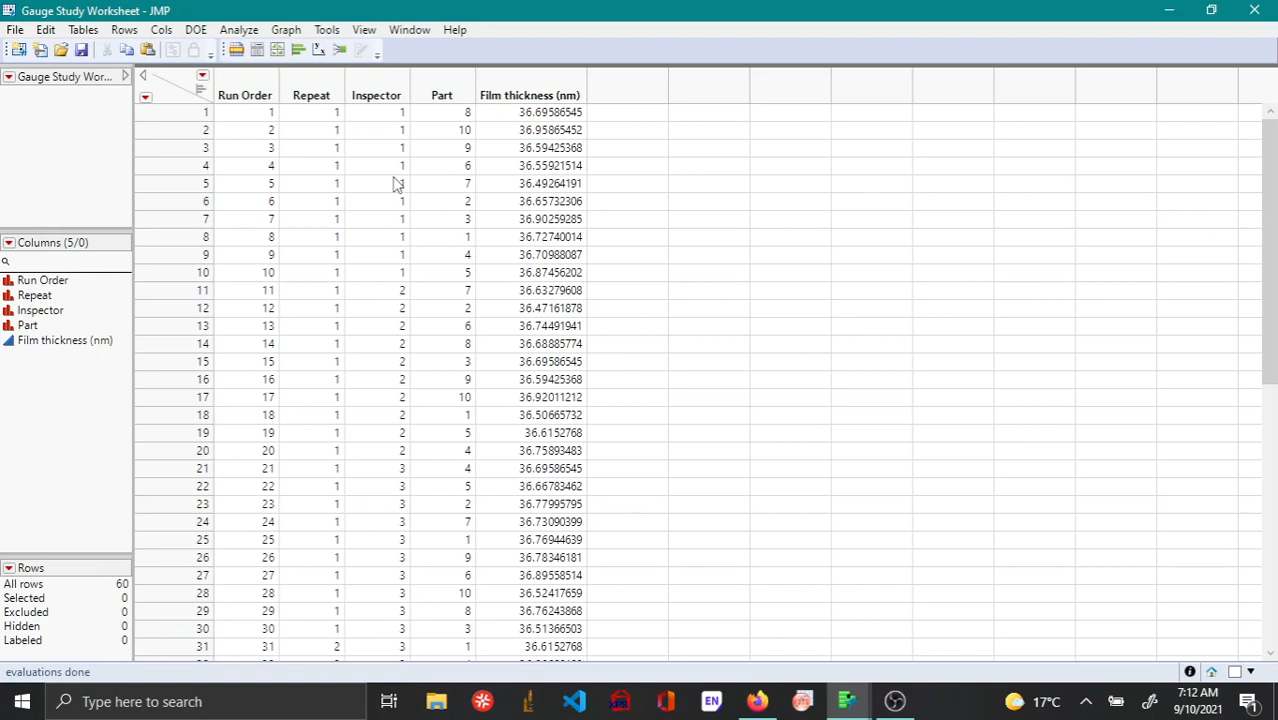 Gauge Study Worksheet - JMP
File Edit Tables Rows Cols DOE Analyze Graph Tools View Window Help
Gauge Study Wor...
Run Order Repeat Inspector Part Film thickness (nm)
1 1 1 1 8 36.69586545
2 2 1 1 10 36.95865452
3 3 1 1 9 36.59425368
4 4 1 1 6 36.55921514
5 5 1 1 7 36.49264191
6 6 1 1 2 36.65732306
7 7 1 1 3 36.90259285
8 8 1 1 1 36.72740014
9 9 1 1 4 36.70988087
10 10 1 1 5 36.87456202
11 11 1 2 7 36.63279608
12 12 1 2 2 36.47161878
13 13 1 2 6 36.74491941
14 14 1 2 8 36.68885774
15 15 1 2 3 36.69586545
16 16 1 2 9 36.59425368
17 17 1 2 10 36.92011212
18 18 1 2 1 36.50665732
19 19 1 2 5 36.6152768
20 20 1 2 4 36.75893483
21 21 1 3 4 36.69586545
22 22 1 3 5 36.66783462
23 23 1 3 2 36.77995795
24 24 1 3 7 36.73090399
25 25 1 3 1 36.76944639
26 26 1 3 9 36.78346181
27 27 1 3 6 36.89558514
28 28 1 3 10 36.52417659
29 29 1 3 8 36.76243868
30 30 1 3 3 36.51366503
31 31 2 3 1 36.6152768
Columns (5/0)
Run Order
Repeat
Inspector
Part
Film thickness (nm)
Rows
All rows 60
Selected 0
Excluded 0
Hidden 0
Labeled 0
evaluations done
Type here to search
EN
17°C
7:12 AM
9/10/2021
1